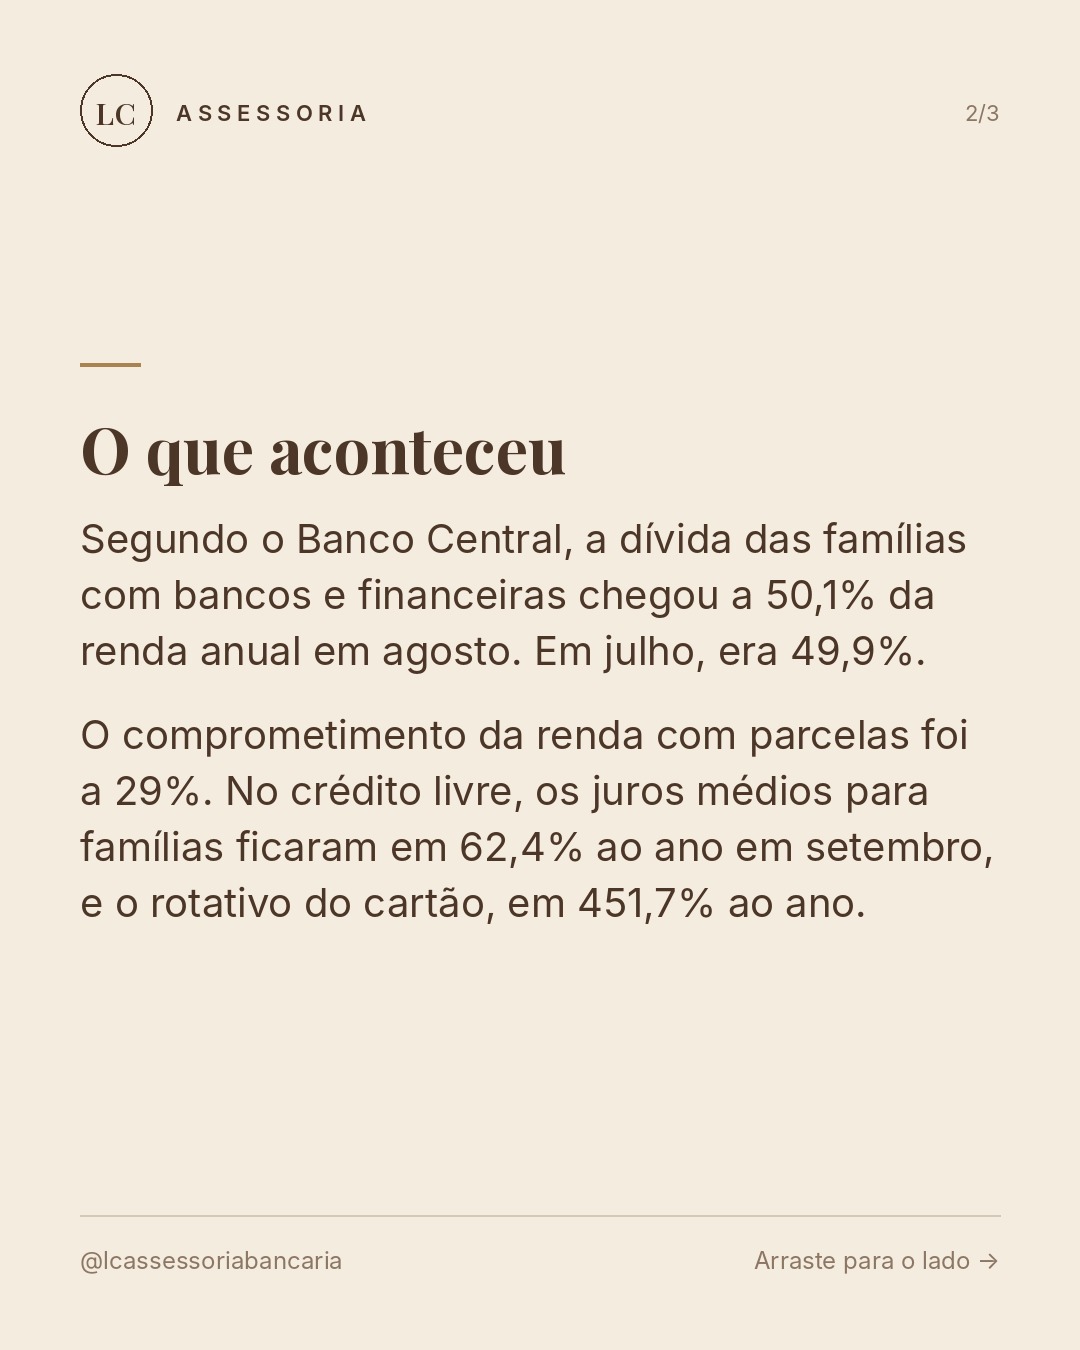 LC ASSESSORIA
2/3
O que aconteceu
Segundo o Banco Central, a dívida das famílias
com bancos e financeiras chegou a 50,1% da
renda anual em agosto. Em julho, era 49,9%.
O comprometimento da renda com parcelas foi
a 29%. No crédito livre, os juros médios para
famílias ficaram em 62,4% ao ano em setembro,
e o rotativo do cartão, em 451,7% ao ano.
@lcassessoriabancaria
Arraste para o lado →